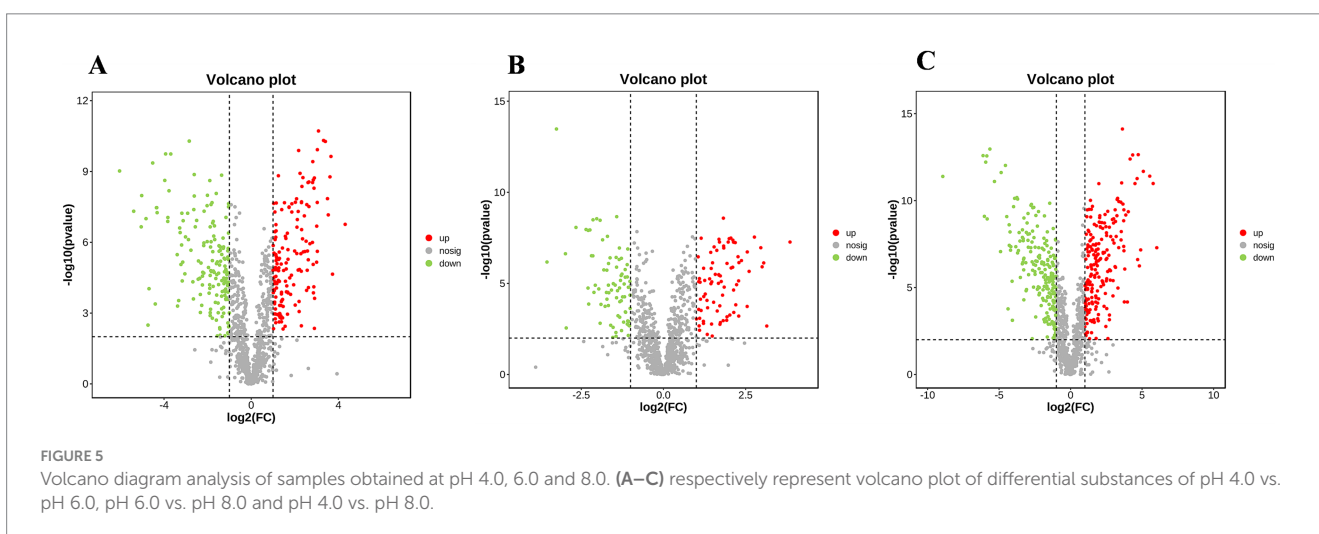 A
Volcano plot
12
9
6
3
0
-4
0
4
-log10(pvalue)
log2(FC)
up
nosig
down
B
Volcano plot
15
10
5
0
-2.5
0.0
2.5
-log10(pvalue)
log2(FC)
up
nosig
down
C
Volcano plot
15
10
5
0
-10
-5
0
5
10
-log10(pvalue)
log2(FC)
up
nosig
down
FIGURE 5
Volcano diagram analysis of samples obtained at pH 4.0, 6.0 and 8.0. (A–C) respectively represent volcano plot of differential substances of pH 4.0 vs.
pH 6.0, pH 6.0 vs. pH 8.0 and pH 4.0 vs. pH 8.0.